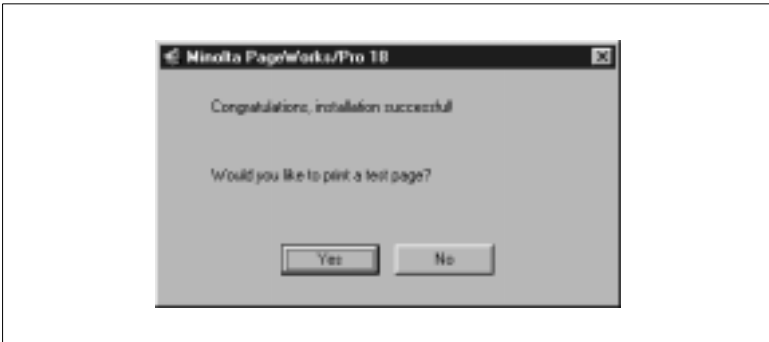 Minolta PageWorks/Pro 18
Congratulations, installation successful!
Would you like to print a test page?
Yes
No